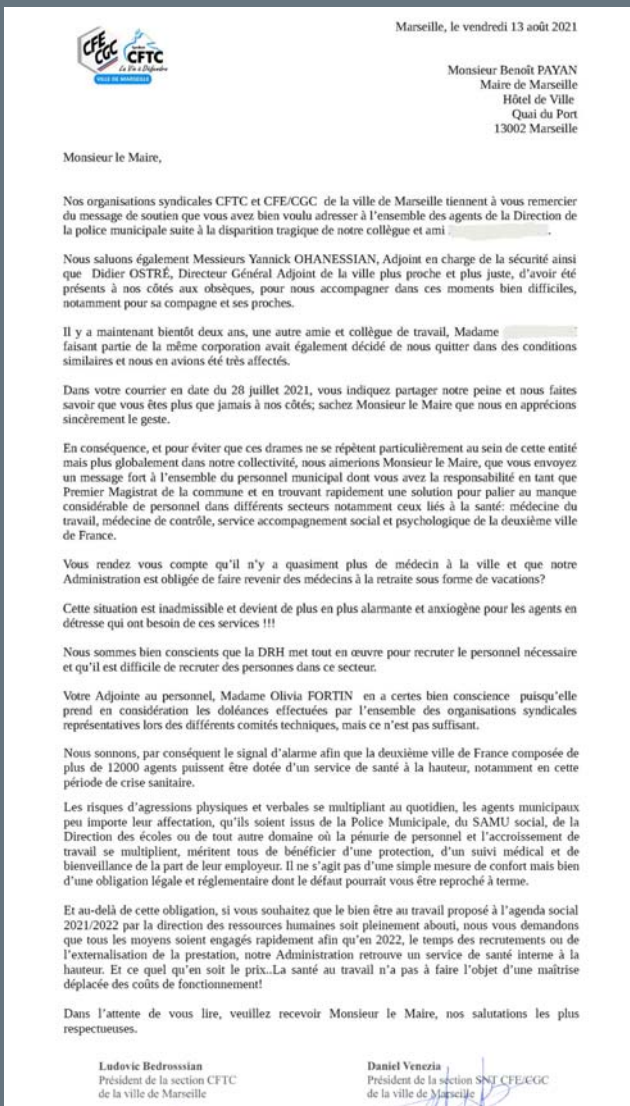 CFE
CGC
Syndicat
CFTC
La Vie à Défendre
VILLE DE MARSEILLE
Marseille, le vendredi 13 août 2021
Monsieur Benoît PAYAN
Maire de Marseille
Hôtel de Ville
Quai du Port
13002 Marseille
Monsieur le Maire,
Nos organisations syndicales CFTC et CFE/CGC de la ville de Marseille tiennent à vous remercier
du message de soutien que vous avez bien voulu adresser à l'ensemble des agents de la Direction de
la police municipale suite à la disparition tragique de notre collègue et ami .
Nous saluons également Messieurs Yannick OHANESSIAN, Adjoint en charge de la sécurité ainsi
que Didier OSTRÉ, Directeur Général Adjoint de la ville plus proche et plus juste, d'avoir été
présents à nos côtés aux obsèques, pour nous accompagner dans ces moments bien difficiles,
notamment pour sa compagne et ses proches.
Il y a maintenant bientôt deux ans, une autre amie et collègue de travail, Madame
faisant partie de la même corporation avait également décidé de nous quitter dans des conditions
similaires et nous en avions été très affectés.
Dans votre courrier en date du 28 juillet 2021, vous indiquez partager notre peine et nous faites
savoir que vous êtes plus que jamais à nos côtés; sachez Monsieur le Maire que nous en apprécions
sincèrement le geste.
En conséquence, et pour éviter que ces drames ne se répètent particulièrement au sein de cette entité
mais plus globalement dans notre collectivité, nous aimerions Monsieur le Maire, que vous envoyez
un message fort à l'ensemble du personnel municipal dont vous avez la responsabilité en tant que
Premier Magistrat de la commune et en trouvant rapidement une solution pour palier au manque
considérable de personnel dans différents secteurs notamment ceux liés à la santé: médecine du
travail, médecine de contrôle, service accompagnement social et psychologique de la deuxième ville
de France.
Vous rendez vous compte qu'il n'y a quasiment plus de médecin à la ville et que notre
Administration est obligée de faire revenir des médecins à la retraite sous forme de vacations?
Cette situation est inadmissible et devient de plus en plus alarmante et anxiogène pour les agents en
détresse qui ont besoin de ces services !!!
Nous sommes bien conscients que la DRH met tout en œuvre pour recruter le personnel nécessaire
et qu'il est difficile de recruter des personnes dans ce secteur.
Votre Adjointe au personnel, Madame Olivia FORTIN en a certes bien conscience puisqu'elle
prend en considération les doléances effectuées par l'ensemble des organisations syndicales
représentatives lors des différents comités techniques, mais ce n'est pas suffisant.
Nous sonnons, par conséquent le signal d'alarme afin que la deuxième ville de France composée de
plus de 12000 agents puissent être dotée d'un service de santé à la hauteur, notamment en cette
période de crise sanitaire.
Les risques d'agressions physiques et verbales se multipliant au quotidien, les agents municipaux
peu importe leur affectation, qu'ils soient issus de la Police Municipale, du SAMU social, de la
Direction des écoles ou de tout autre domaine où la pénurie de personnel et l'accroissement de
travail se multiplient, méritent tous de bénéficier d'une protection, d'un suivi médical et de
bienveillance de la part de leur employeur. Il ne s'agit pas d'une simple mesure de confort mais bien
d'une obligation légale et réglementaire dont le défaut pourrait vous être reproché à terme.
Et au-delà de cette obligation, si vous souhaitez que le bien être au travail proposé à l'agenda social
2021/2022 par la direction des ressources humaines soit pleinement abouti, nous vous demandons
que tous les moyens soient engagés rapidement afin qu'en 2022, le temps des recrutements ou de
l'externalisation de la prestation, notre Administration retrouve un service de santé interne à la
hauteur. Et ce quel qu'en soit le prix..La santé au travail n'a pas à faire l'objet d'une maîtrise
déplacée des coûts de fonctionnement!
Dans l'attente de vous lire, veuillez recevoir Monsieur le Maire, nos salutations les plus
respectueuses.
Ludovic Bedrosssian
Président de la section CFTC
de la ville de Marseille
Daniel Venezia
Président de la section SNT CFE/CGC
de la ville de Marseille